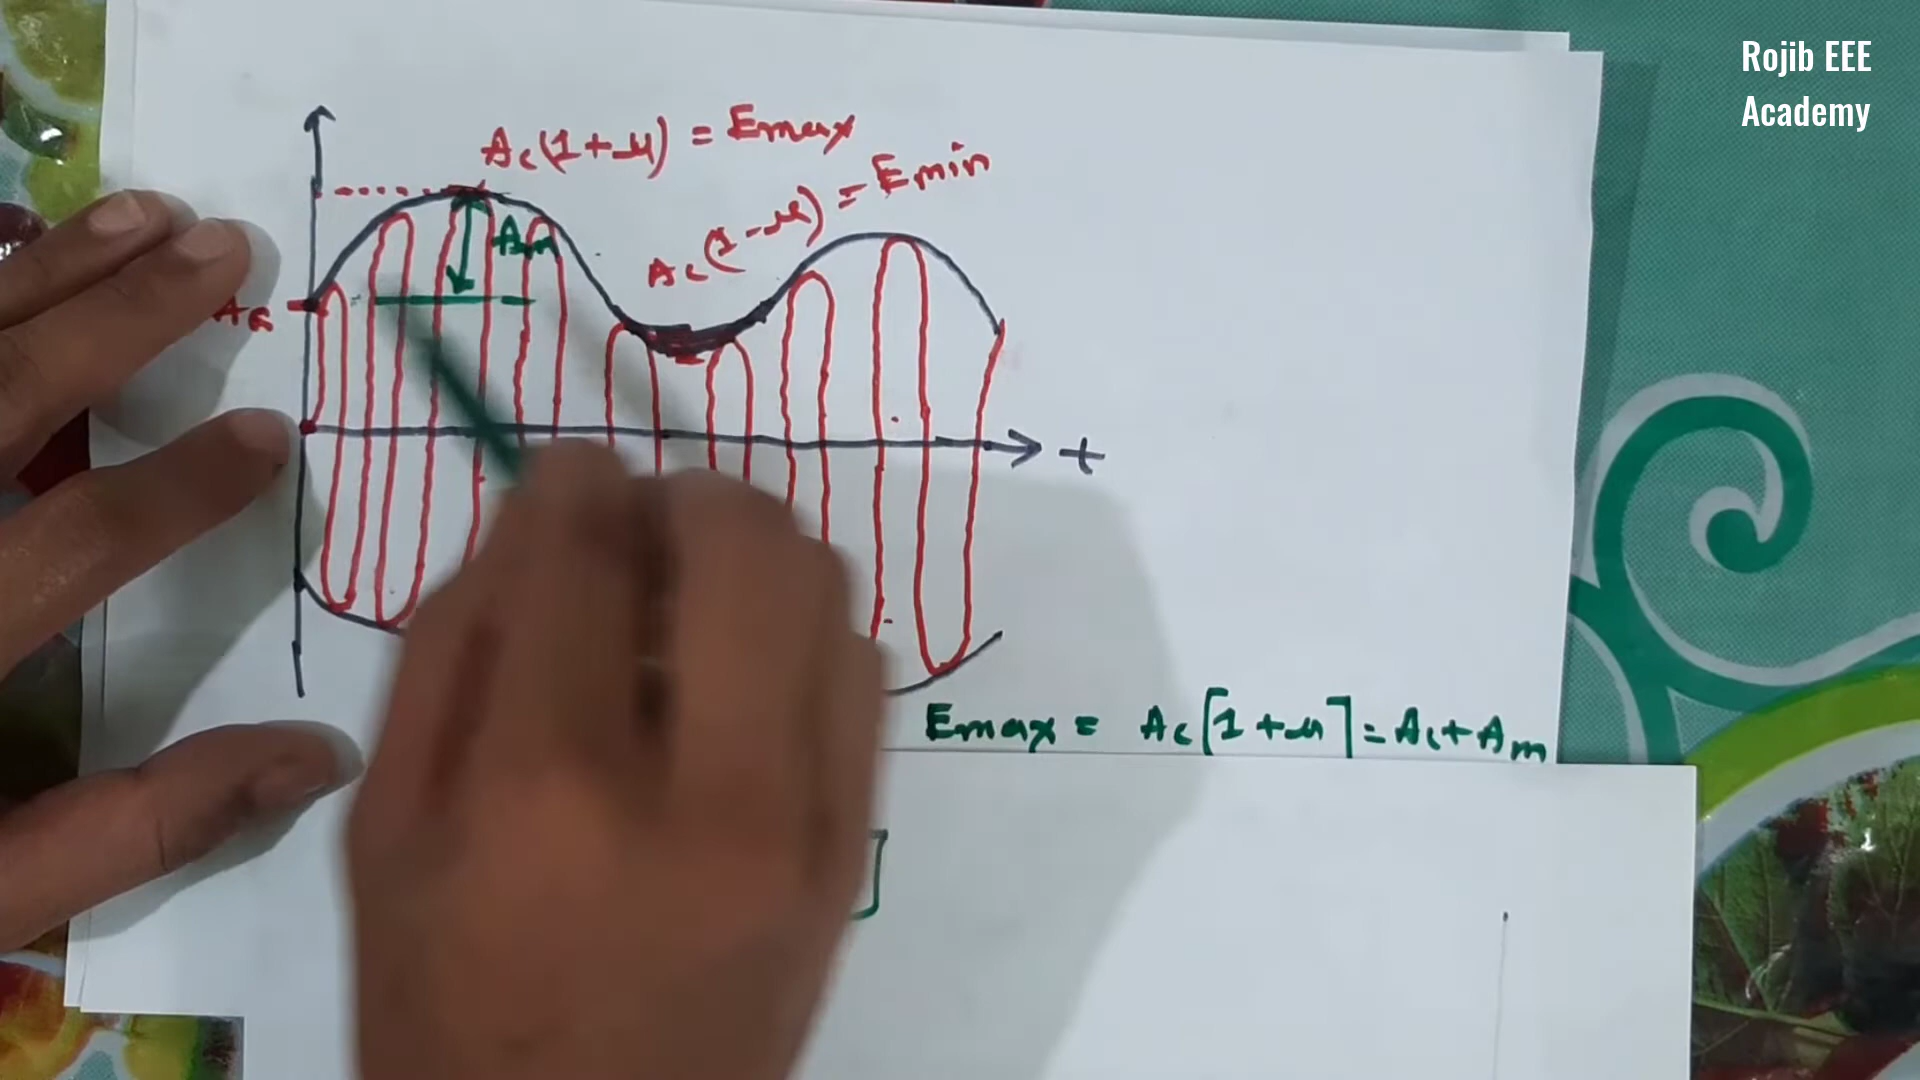 Rojib EEE
Academy
Ac(1+μ) = Emax
Ac(1-μ) = Emin
Am
Ac
t
Emax = Ac[1+μ] = Ac+Am
]